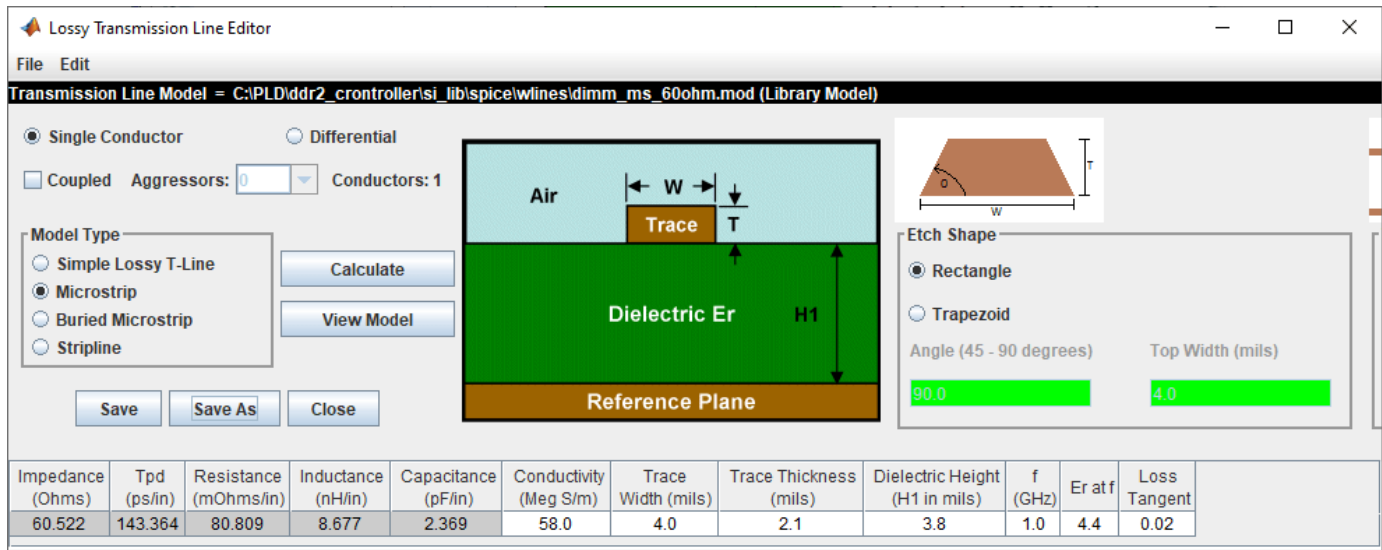 Lossy Transmission Line Editor
File Edit
Transmission Line Model = C:\PLD\ddr2_crontroller\si_lib\spice\wlines\dimm_ms_60ohm.mod (Library Model)
Single Conductor Differential
Coupled Aggressors: 0 Conductors: 1
Model Type
Simple Lossy T-Line
Microstrip
Buried Microstrip
Stripline
Calculate
View Model
Save Save As Close
Air
W
T
Trace
Dielectric Er H1
Reference Plane
T
O
W
Etch Shape
Rectangle
Trapezoid
Angle (45 - 90 degrees) Top Width (mils)
90.0 4.0
Impedance (Ohms) Tpd (ps/in) Resistance (mOhms/in) Inductance (nH/in) Capacitance (pF/in) Conductivity (Meg S/m) Trace Width (mils) Trace Thickness (mils) Dielectric Height (H1 in mils) f (GHz) Er at f Loss Tangent
60.522 143.364 80.809 8.677 2.369 58.0 4.0 2.1 3.8 1.0 4.4 0.02